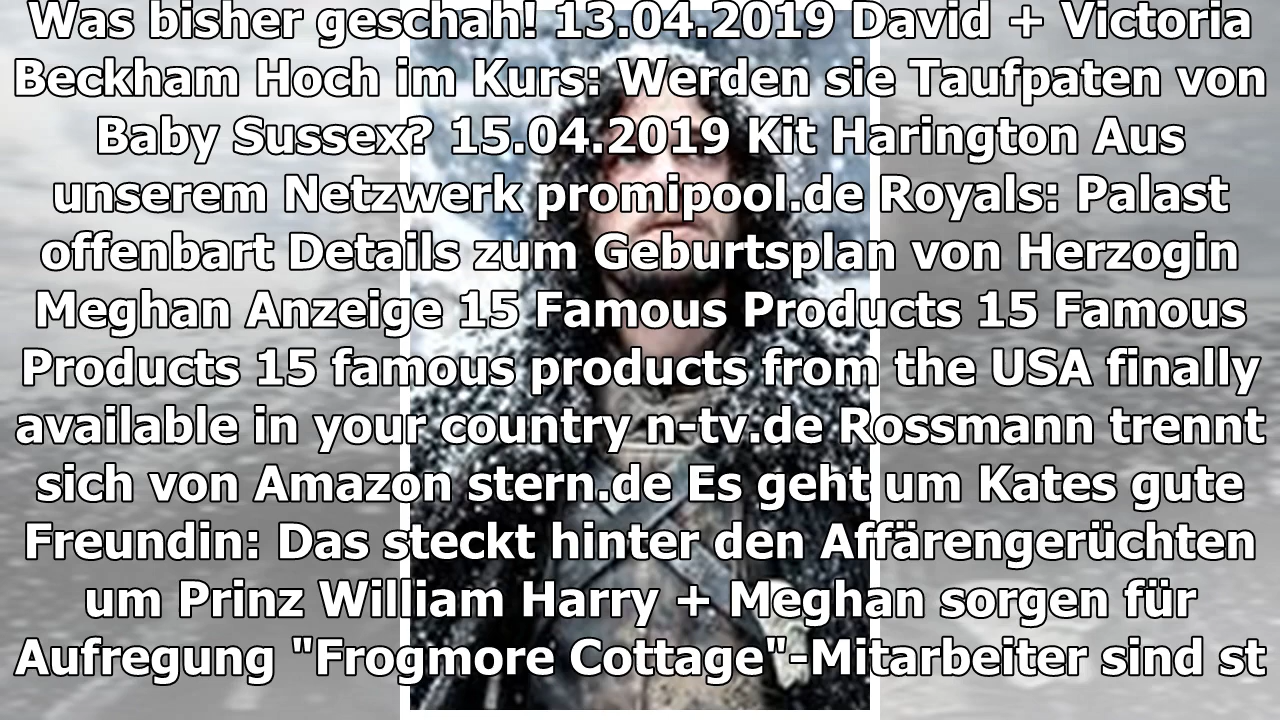 Was bisher geschah! 13.04.2019 David + Victoria
Beckham Hoch im Kurs: Werden sie Taufpaten von
Baby Sussex? 15.04.2019 Kit Harington Aus
unserem Netzwerk promipool.de Royals: Palast
offenbart Details zum Geburtsplan von Herzogin
Meghan Anzeige 15 Famous Products 15 Famous
Products 15 famous products from the USA finally
available in your country n-tv.de Rossmann trennt
sich von Amazon stern.de Es geht um Kates gute
Freundin: Das steckt hinter den Affärengerüchten
um Prinz William Harry + Meghan sorgen für
Aufregung "Frogmore Cottage"-Mitarbeiter sind st